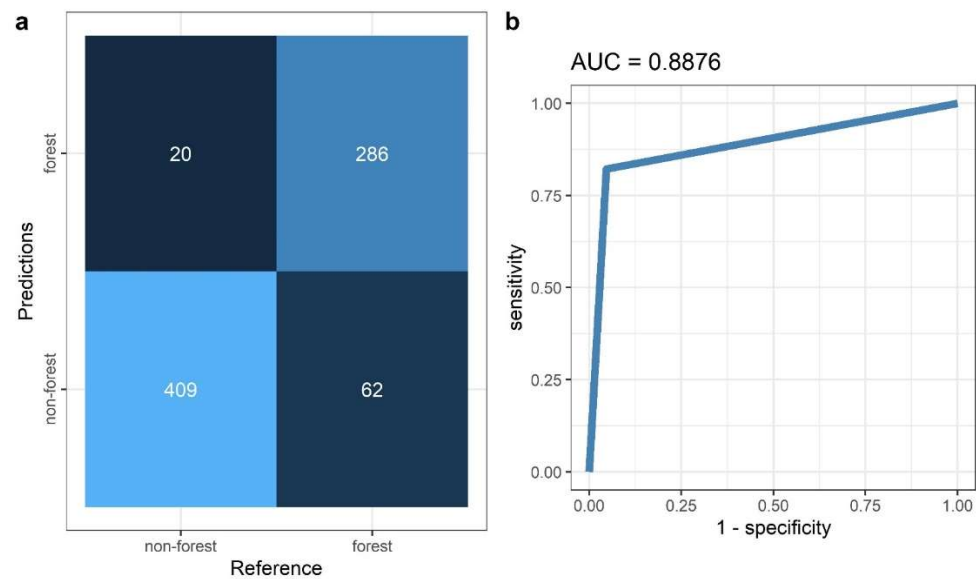 a
Predictions
forest
non-forest
20
286
409
62
non-forest
forest
Reference
b
AUC = 0.8876
sensitivity
1.00
0.75
0.50
0.25
0.00
0.00
0.25
0.50
0.75
1.00
1 - specificity